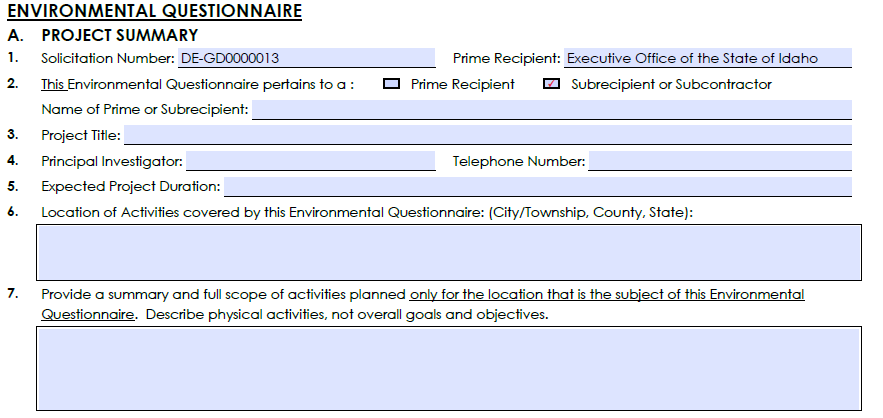 ENVIRONMENTAL QUESTIONNAIRE
A. PROJECT SUMMARY
1. Solicitation Number: DE-GD0000013 Prime Recipient: Executive Office of the State of Idaho
2. This Environmental Questionnaire pertains to a : Prime Recipient Subrecipient or Subcontractor
Name of Prime or Subrecipient:
3. Project Title:
4. Principal Investigator: Telephone Number:
5. Expected Project Duration:
6. Location of Activities covered by this Environmental Questionnaire: (City/Township, County, State):
7. Provide a summary and full scope of activities planned only for the location that is the subject of this Environmental
Questionnaire. Describe physical activities, not overall goals and objectives.